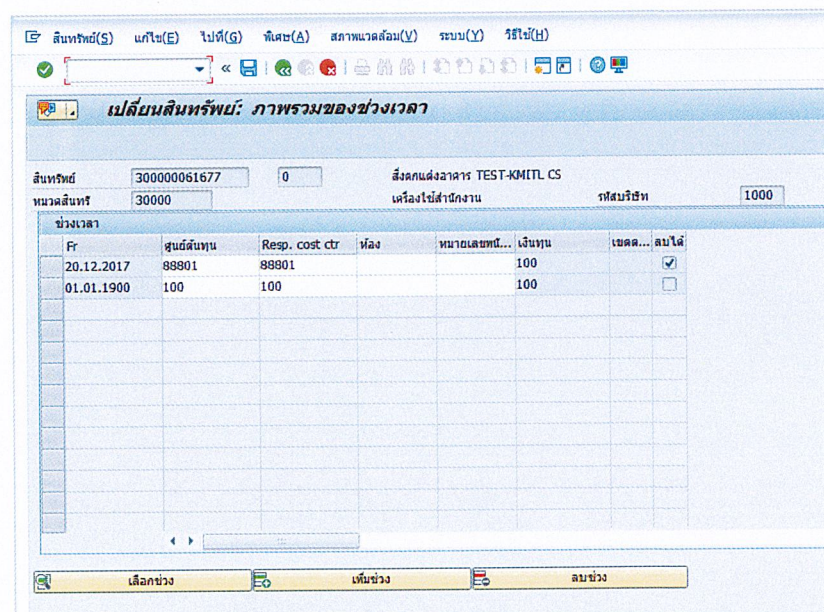 สินทรัพย์(S) แก้ไข(E) ไปที่(G) พิเศษ(A) สภาพแวดล้อม(V) ระบบ(Y) วิธีใช้(H)
เปลี่ยนสินทรัพย์: ภาพรวมของช่วงเวลา
สินทรัพย์ 300000061677 0 สิ่งตกแต่งอาคาร TEST-KMITL CS
หมวดสินทรั 30000 เครื่องใช้สำนักงาน รหัสบริษัท 1000
ช่วงเวลา
Fr ศูนย์ต้นทุน Resp. cost ctr ห้อง หมายเลขพนั... เงินทุน เขตต... ลบได้
20.12.2017 88801 88801 100
01.01.1900 100 100 100
เลือกช่วง เพิ่มช่วง ลบช่วง